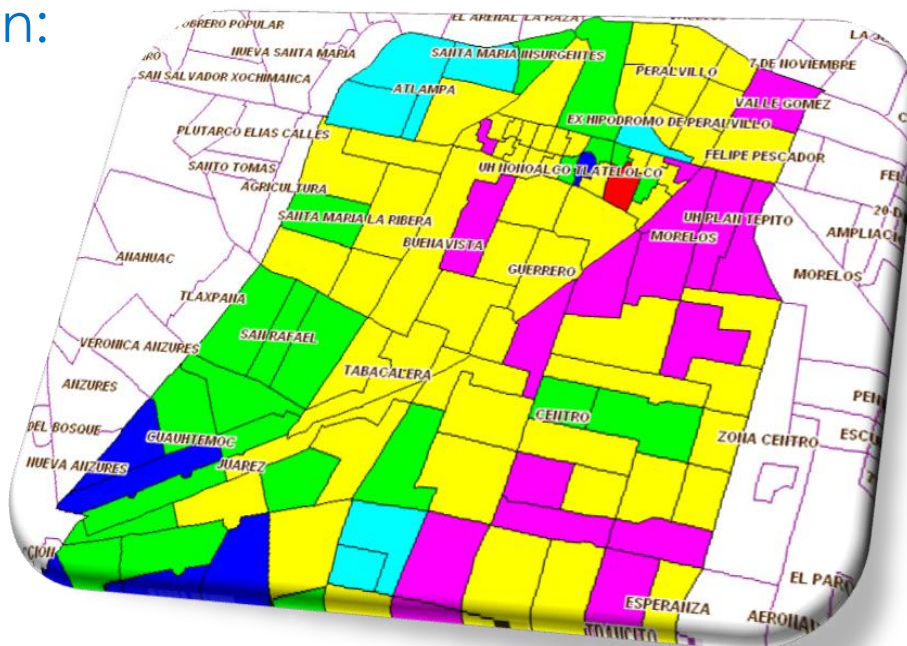 n:
EL ARENAL
LA RAZA
OBRERO POPULAR
NUEVA SANTA MARIA
SANTA MARIA INSURGENTES
PERALVILLO
7 DE NOVIEMBRE
SAN SALVADOR XOCHIMANCA
ATLAMPA
VALLE GOMEZ
EX HIPODROMO DE PERALVILLO
PLUTARCO ELIAS CALLES
FELIPE PESCADOR
SANTO TOMAS
UH NONOALCO TLATELOLCO
AGRICULTURA
SANTA MARIA LA RIBERA
UH PLAN TEPITO
BUENAVISTA
MORELOS
ANAHUAC
GUERRERO
MORELOS
TLAXPANA
SAN RAFAEL
VERONICA ANZURES
TABACALERA
ANZURES
CENTRO
DEL BOSQUE
CUAUHTEMOC
ZONA CENTRO
NUEVA ANZURES
JUAREZ
ESPERANZA
TRANSITO